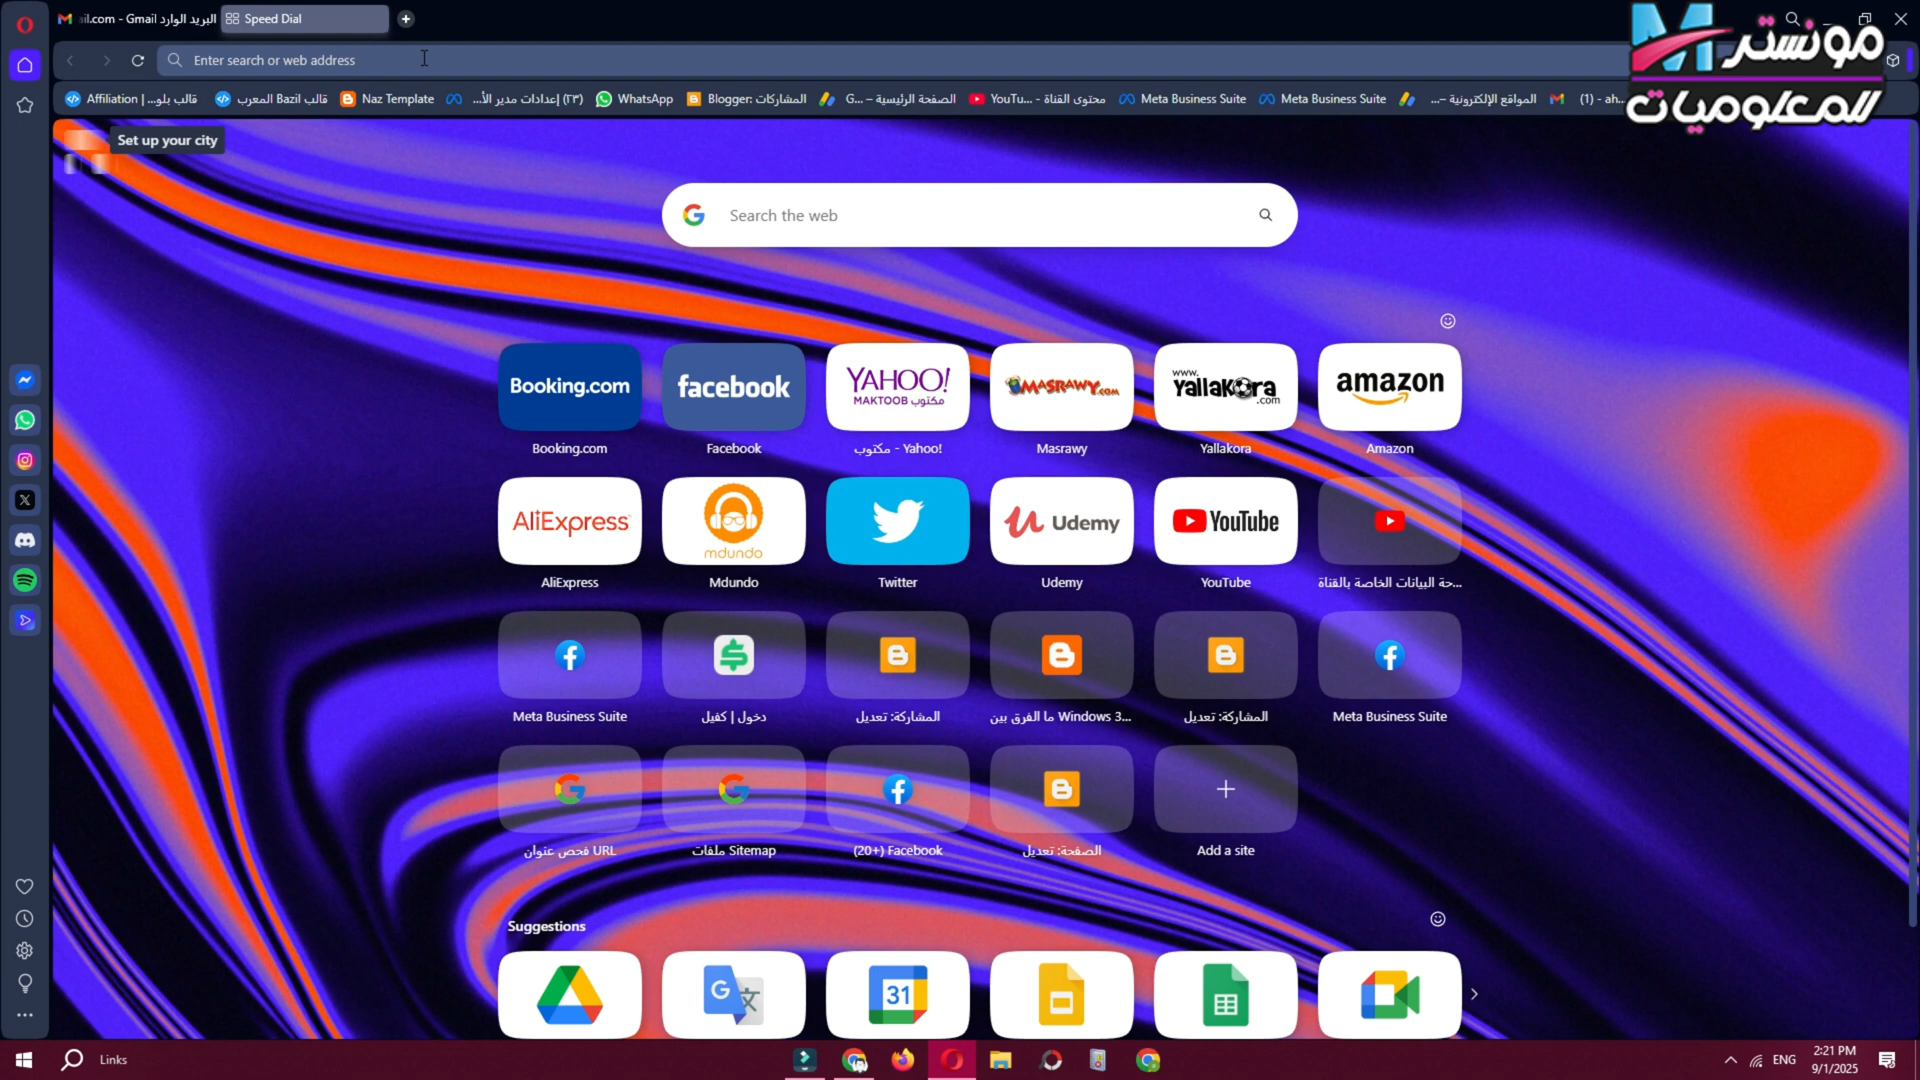 البريد الوارد il.com - Gmail
Speed Dial
Enter search or web address
Affiliation | قالب بلو...
قالب Bazil المعرب
Naz Template
(٢٣) إعدادات مدير الأ...
WhatsApp
Blogger: المشاركات
الصفحة الرئيسية – G...
محتوى القناة - YouTu...
Meta Business Suite
Meta Business Suite
المواقع الإلكترونية –...
(1) - ah...
مونستر
للمعلوميات
Set up your city
Search the web
Booking.com
facebook
YAHOO!
MAKTOOB مكتوب
MASRAWY.COM
www.
Yallakora
.com
amazon
Booking.com
Facebook
مكتوب - Yahoo!
Masrawy
Yallakora
Amazon
AliExpress
mdundo
Udemy
YouTube
AliExpress
Mdundo
Twitter
Udemy
YouTube
حة البيانات الخاصة بالقناة...
Meta Business Suite
دخول | كفيل
المشاركة: تعديل
ما الفرق بين Windows 3...
المشاركة: تعديل
Meta Business Suite
فحص عنوان URL
ملفات Sitemap
(20+) Facebook
الصفحة: تعديل
Add a site
Suggestions
G
文
31
Links
ENG
2:21 PM
9/1/2025